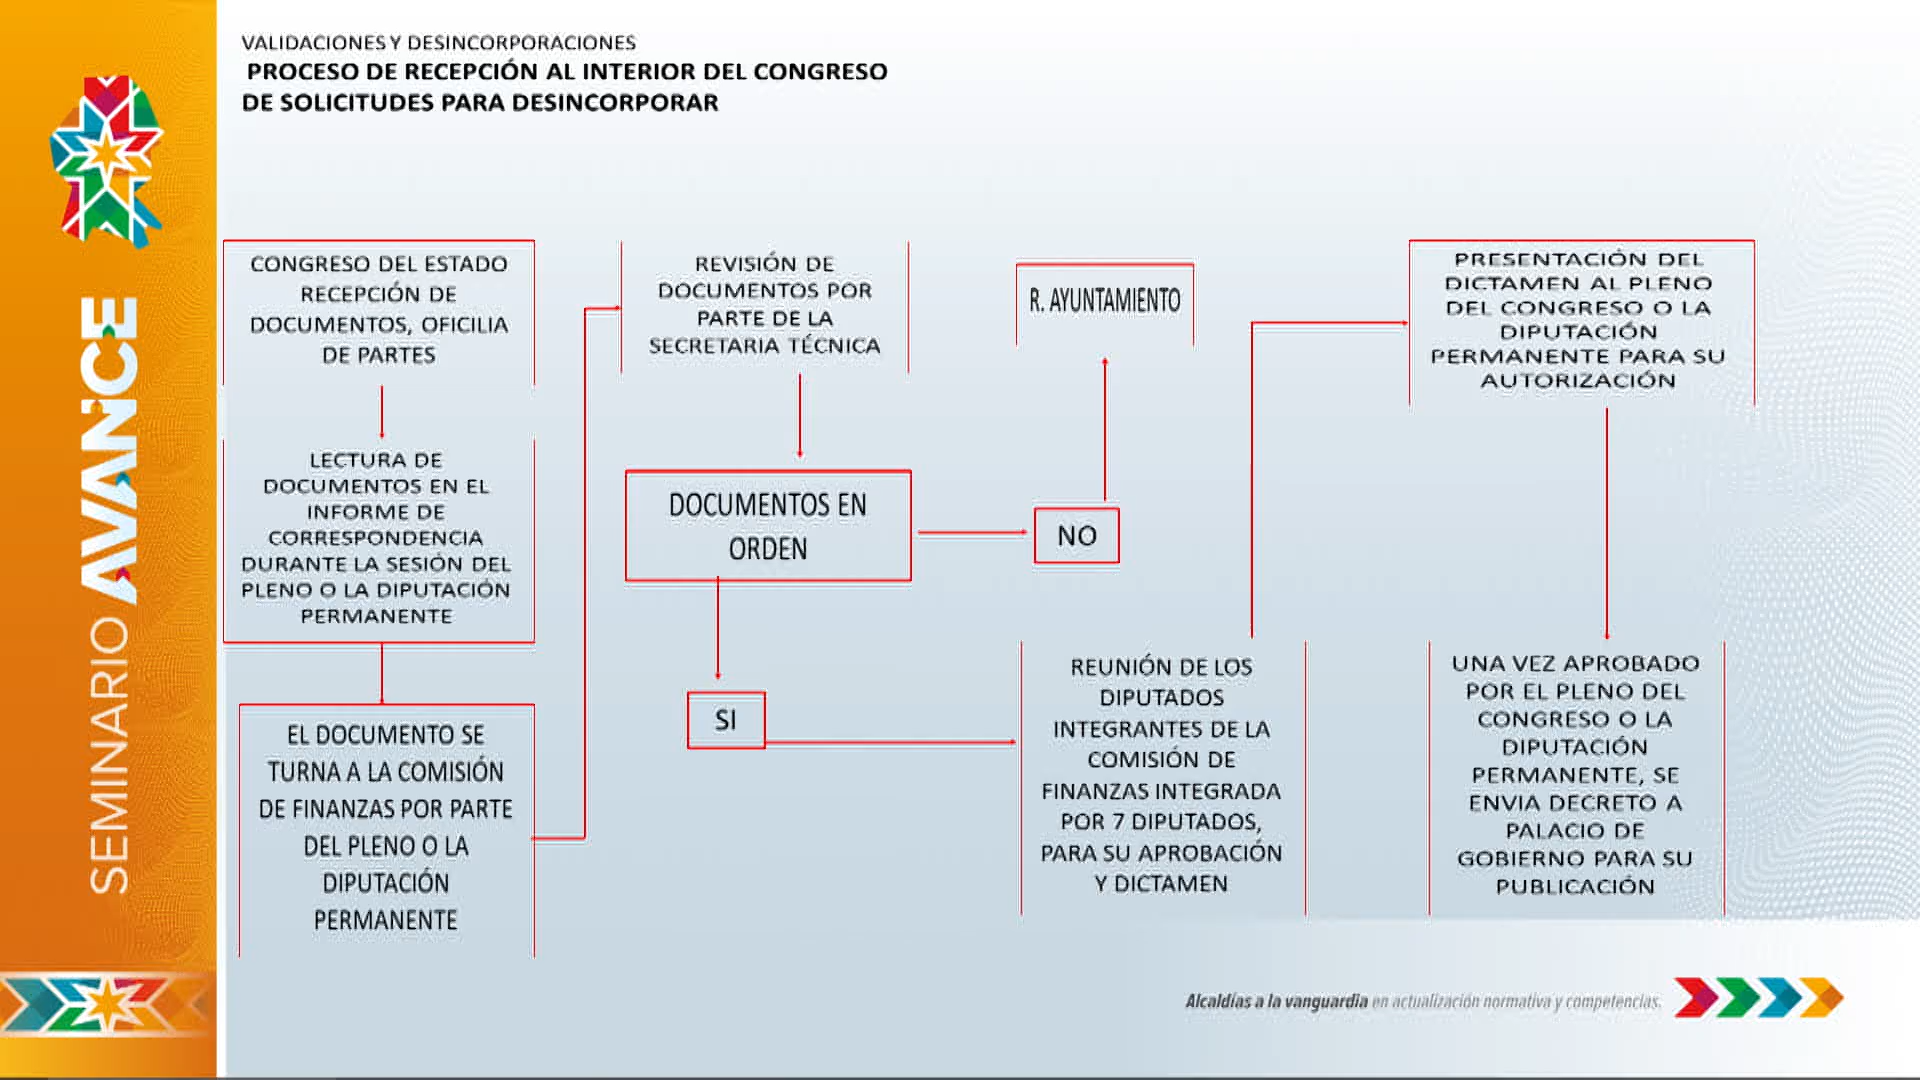 VALIDACIONES Y DESINCORPORACIONES
PROCESO DE RECEPCIÓN AL INTERIOR DEL CONGRESO
DE SOLICITUDES PARA DESINCORPORAR
SEMINARIO AVANCE
CONGRESO DEL ESTADO
RECEPCIÓN DE
DOCUMENTOS, OFICILIA
DE PARTES
LECTURA DE
DOCUMENTOS EN EL
INFORME DE
CORRESPONDENCIA
DURANTE LA SESIÓN DEL
PLENO O LA DIPUTACIÓN
PERMANENTE
EL DOCUMENTO SE
TURNA A LA COMISIÓN
DE FINANZAS POR PARTE
DEL PLENO O LA
DIPUTACIÓN
PERMANENTE
REVISIÓN DE
DOCUMENTOS POR
PARTE DE LA
SECRETARIA TÉCNICA
DOCUMENTOS EN
ORDEN
SI
NO
R. AYUNTAMIENTO
REUNIÓN DE LOS
DIPUTADOS
INTEGRANTES DE LA
COMISIÓN DE
FINANZAS INTEGRADA
POR 7 DIPUTADOS,
PARA SU APROBACIÓN
Y DICTAMEN
PRESENTACIÓN DEL
DICTAMEN AL PLENO
DEL CONGRESO O LA
DIPUTACIÓN
PERMANENTE PARA SU
AUTORIZACIÓN
UNA VEZ APROBADO
POR EL PLENO DEL
CONGRESO O LA
DIPUTACIÓN
PERMANENTE, SE
ENVIA DECRETO A
PALACIO DE
GOBIERNO PARA SU
PUBLICACIÓN
Alcaldías a la vanguardia en actualización normativa y competencias.